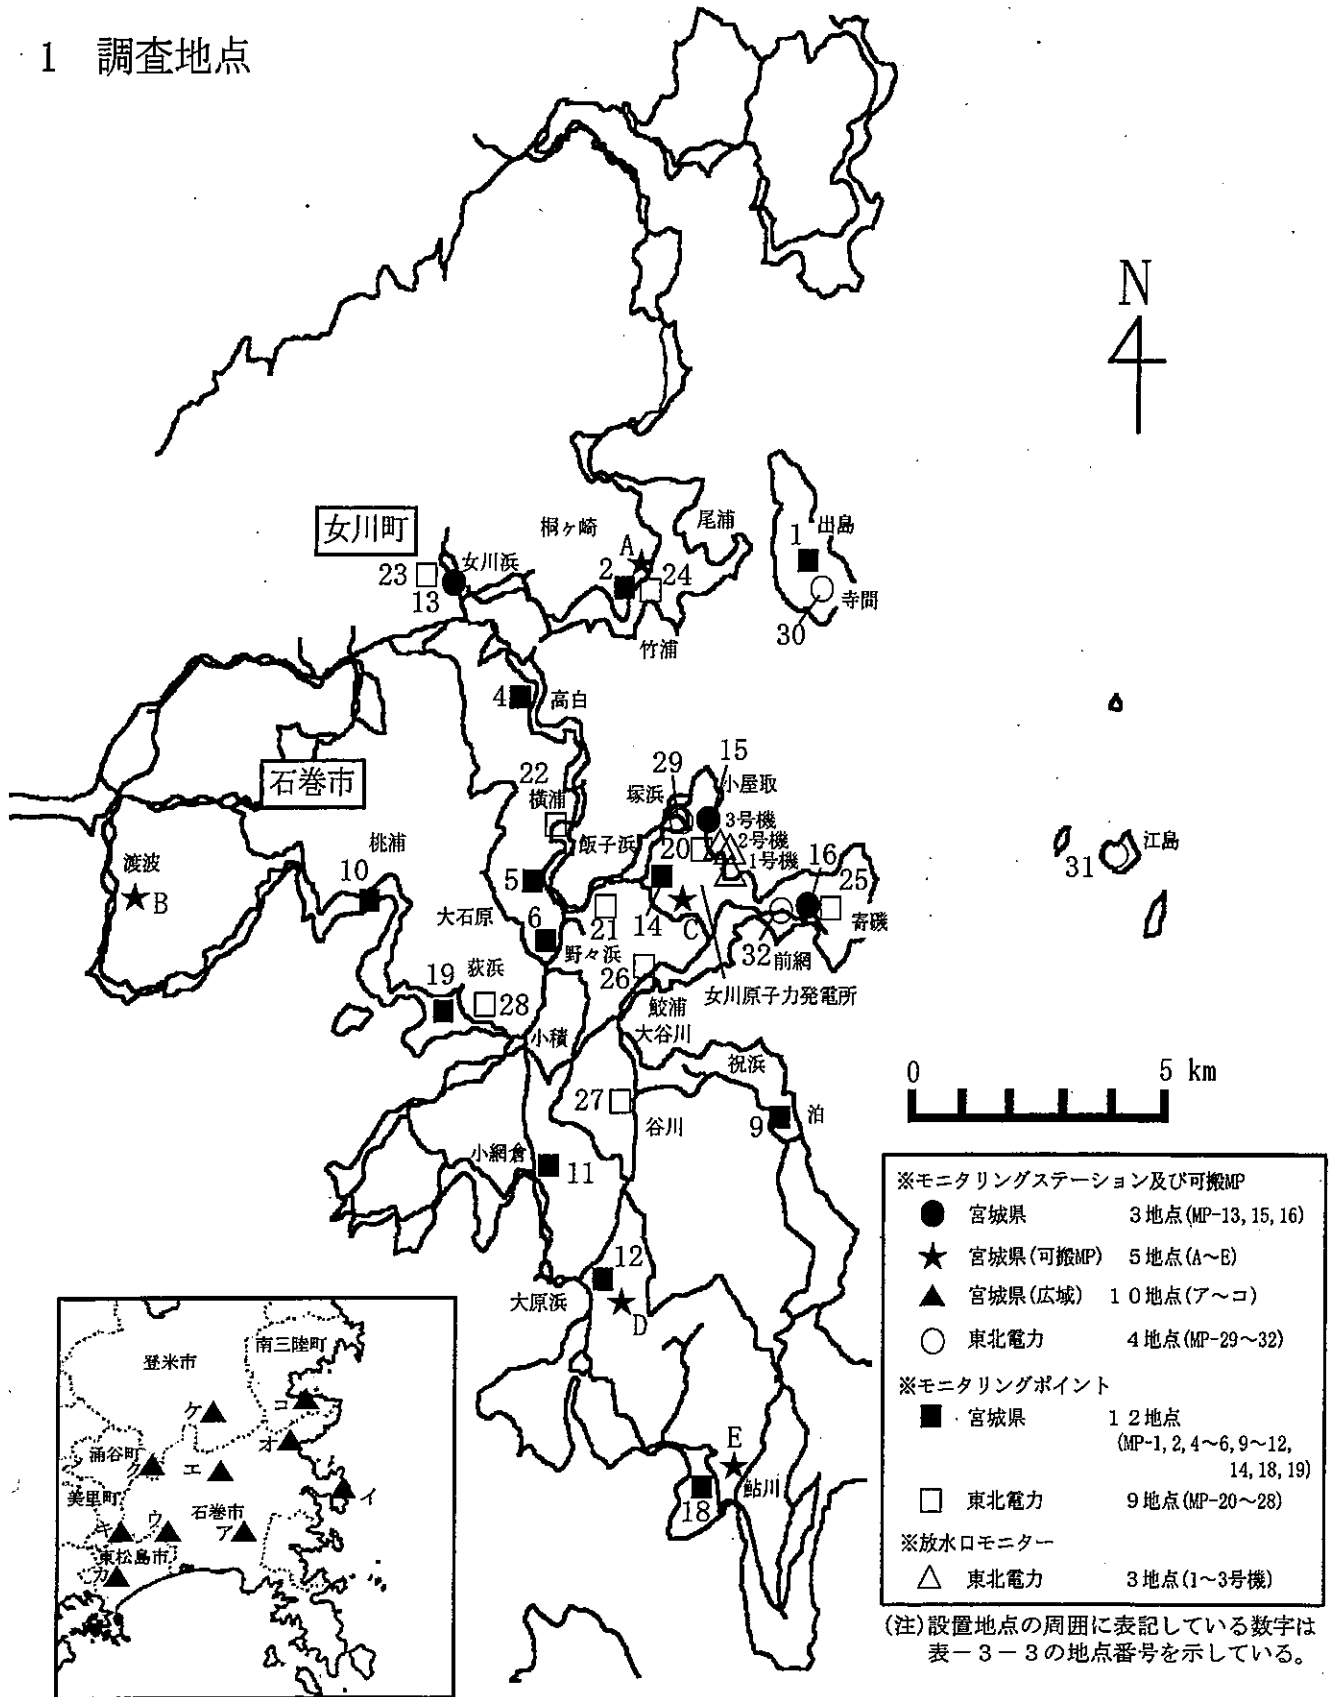 1 調査地点
N
女川町
23
13
女川浜
桐ヶ崎
A
2
24
尾浦
竹浦
1
出島
寺間
30
4
高白
石巻市
渡波
B
桃浦
10
22
横浦
飯子浜
5
大石原
6
野々浜
21
29
塚浜
15
小屋取
3号機
2号機
1号機
20
14
C
16
25
寄磯
32
前網
女川原子力発電所
31
江島
26
鮫浦
大谷川
19
荻浜
28
小積
祝浜
27
谷川
9
泊
小網倉
11
12
大原浜
D
E
18
鮎川
0 5 km
※モニタリングステーション及び可搬MP
● 宮城県 3地点(MP-13, 15, 16)
★ 宮城県(可搬MP) 5地点(A~E)
▲ 宮城県(広域) 10地点(ア~コ)
○ 東北電力 4地点(MP-29~32)
※モニタリングポイント
■ 宮城県 12地点
(MP-1, 2, 4~6, 9~12,
14, 18, 19)
□ 東北電力 9地点(MP-20~28)
※放水口モニター
△ 東北電力 3地点(1~3号機)
(注)設置地点の周囲に表記している数字は
表-3-3の地点番号を示している。
南三陸町
登米市
ケ
コ
オ
涌谷町
ク
エ
イ
美里町
石巻市
キ
ウ
ア
東松島市
カ